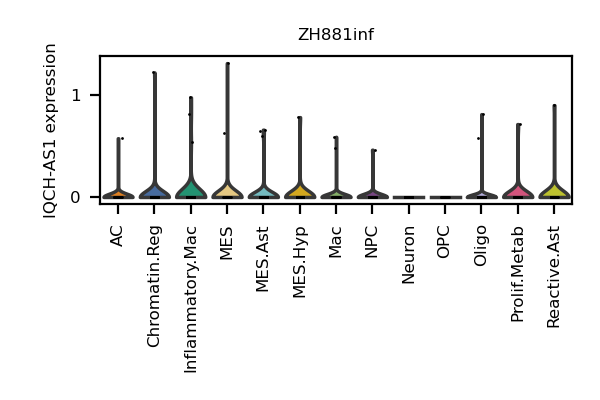 ZH881inf
IQCH-AS1 expression
1
0
AC
Chromatin.Reg
Inflammatory.Mac
MES
MES.Ast
MES.Hyp
Mac
NPC
Neuron
OPC
Oligo
Prolif.Metab
Reactive.Ast